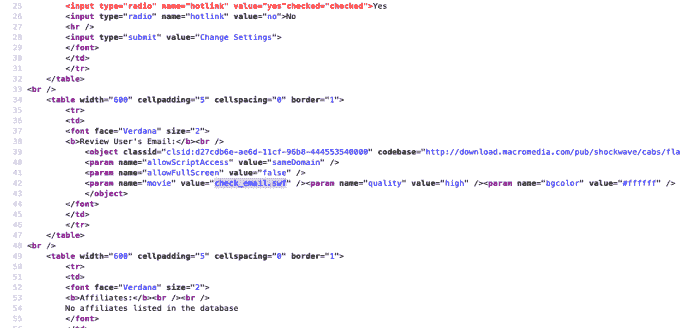 25 <input type="radio" name="hotlink" value="yes"checked="checked">Yes
26 <input type="radio" name="hotlink" value="no">No
27 <hr />
28 <input type="submit" value="Change Settings">
29 </font>
30 </td>
31 </tr>
32 </table>
33 <br />
34 <table width="600" cellpadding="5" cellspacing="0" border="1">
35 <tr>
36 <td>
37 <font face="Verdana" size="2">
38 <b>Review User's Email:</b><br />
39 <object classid="clsid:d27cdb6e-ae6d-11cf-96b8-444553540000" codebase="http://download.macromedia.com/pub/shockwave/cabs/fla
40 <param name="allowScriptAccess" value="sameDomain" />
41 <param name="allowFullScreen" value="false" />
42 <param name="movie" value="check_email.swf" /><param name="quality" value="high" /><param name="bgcolor" value="#ffffff" />
43 </object>
44 </font>
45 </td>
46 </tr>
47 </table>
48 <br />
49 <table width="600" cellpadding="5" cellspacing="0" border="1">
50 <tr>
51 <td>
52 <font face="Verdana" size="2">
53 <b>Affiliates:</b><br /><br />
54 No affiliates listed in the database
55 </font>
56 </td>